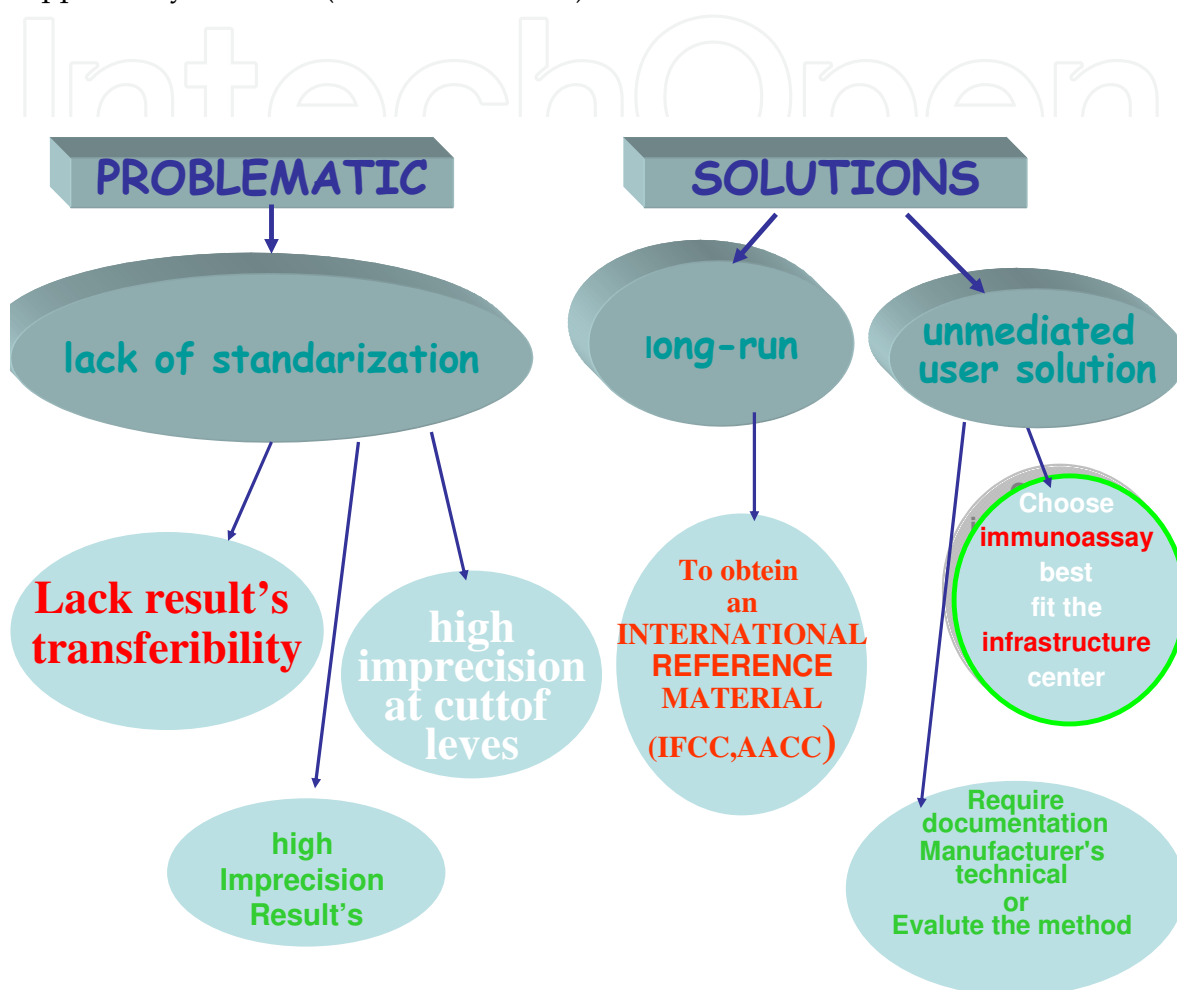 IntechOpen
PROBLEMATIC
SOLUTIONS
lack of standarization
long-run
unmediated
user solution
Lack result's
transferibility
high
imprecision
at cuttof
leves
high
Imprecision
Result's
To obtein
an
INTERNATIONAL
REFERENCE
MATERIAL
(IFCC,AACC)
Choose
immunoassay
best
fit the
infrastructure
center
Require
documentation
Manufacturer's
technical
or
Evalute the method